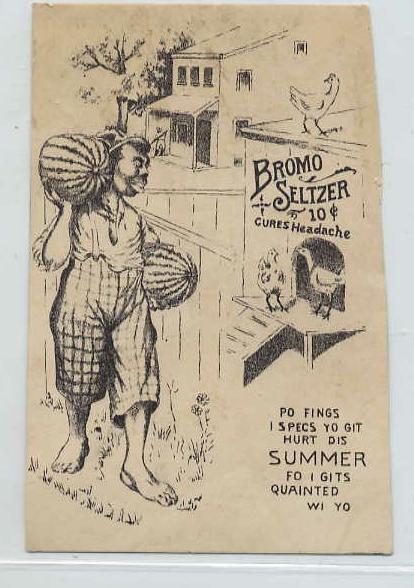 BROMO
SELTZER
10¢
CURES Headache
PO FINGS
I SPECS YO GIT
HURT DIS
SUMMER
FO I GITS
QUAINTED
WI YO